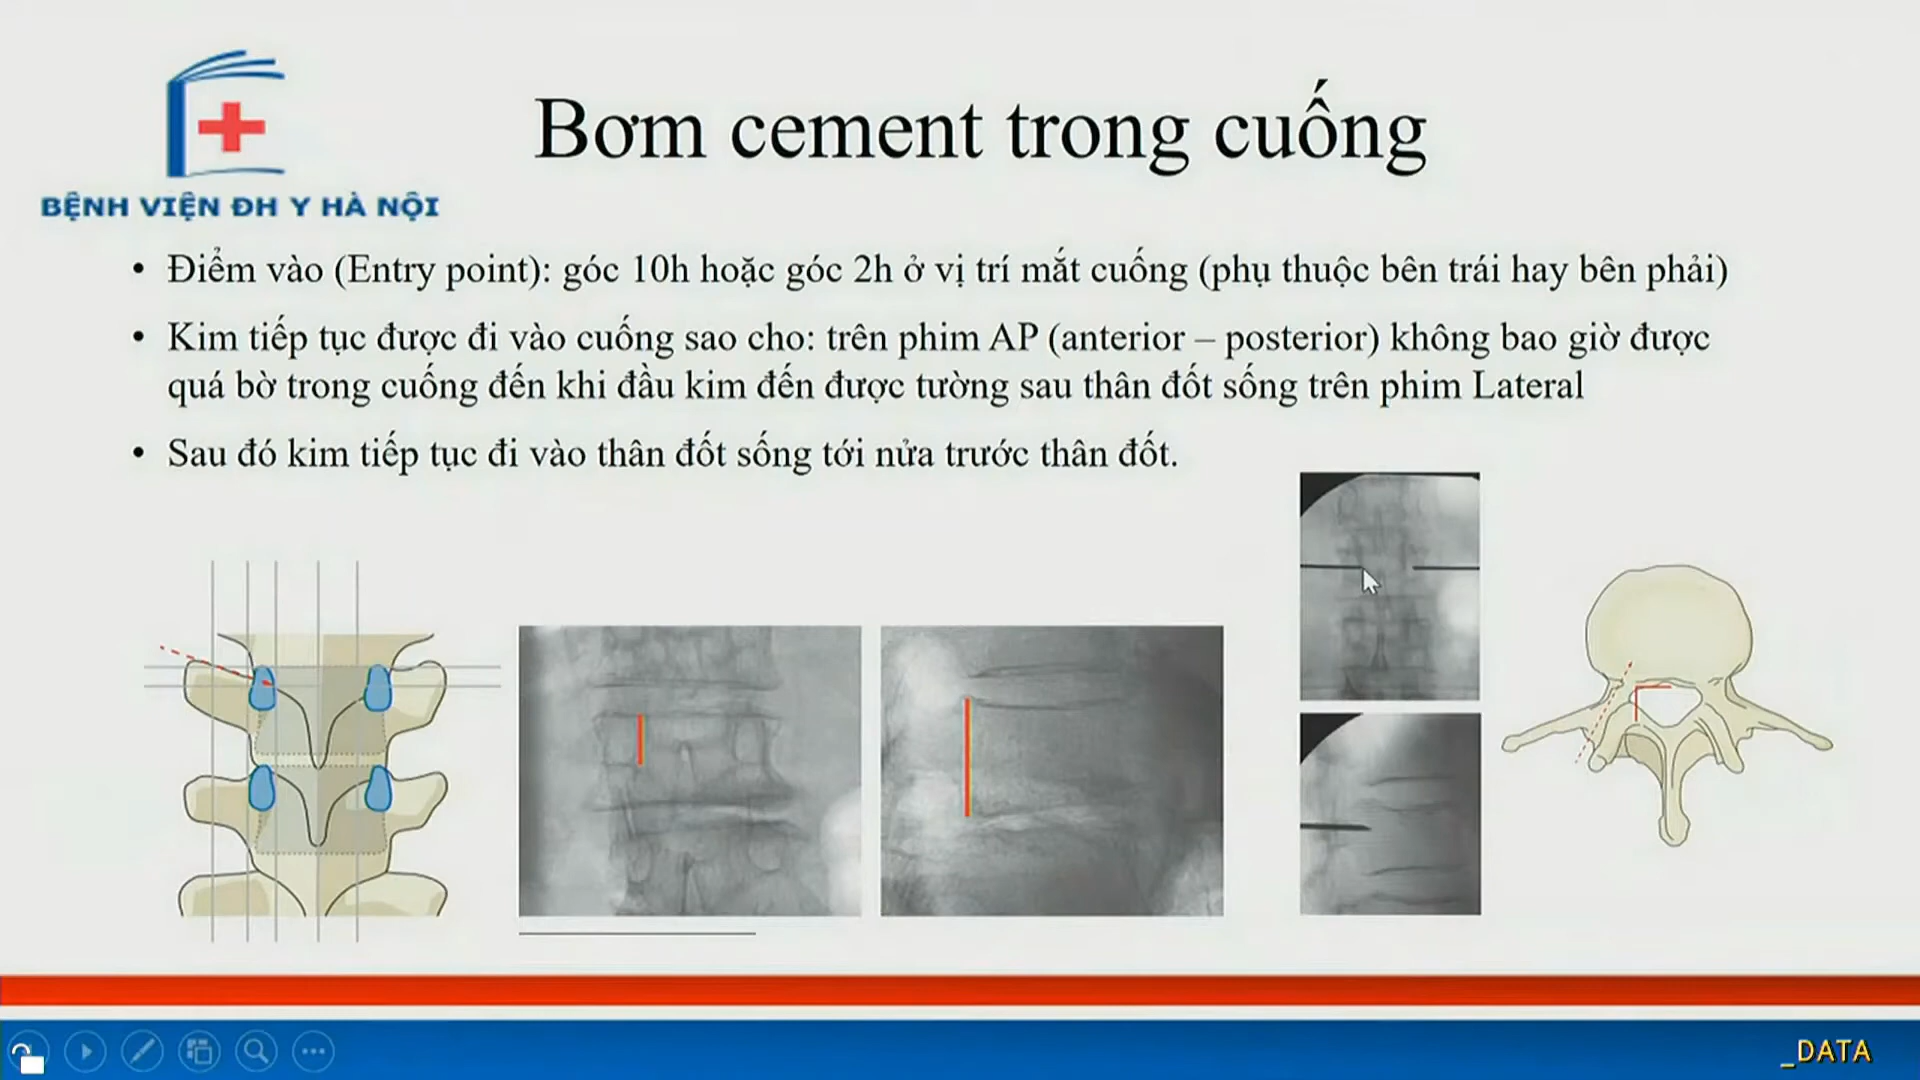 BỆNH VIỆN ĐH Y HÀ NỘI
Bơm cement trong cuống
• Điểm vào (Entry point): góc 10h hoặc góc 2h ở vị trí mắt cuống (phụ thuộc bên trái hay bên phải)
• Kim tiếp tục được đi vào cuống sao cho: trên phim AP (anterior – posterior) không bao giờ được
quá bờ trong cuống đến khi đầu kim đến được tường sau thân đốt sống trên phim Lateral
• Sau đó kim tiếp tục đi vào thân đốt sống tới nửa trước thân đốt.
_DATA